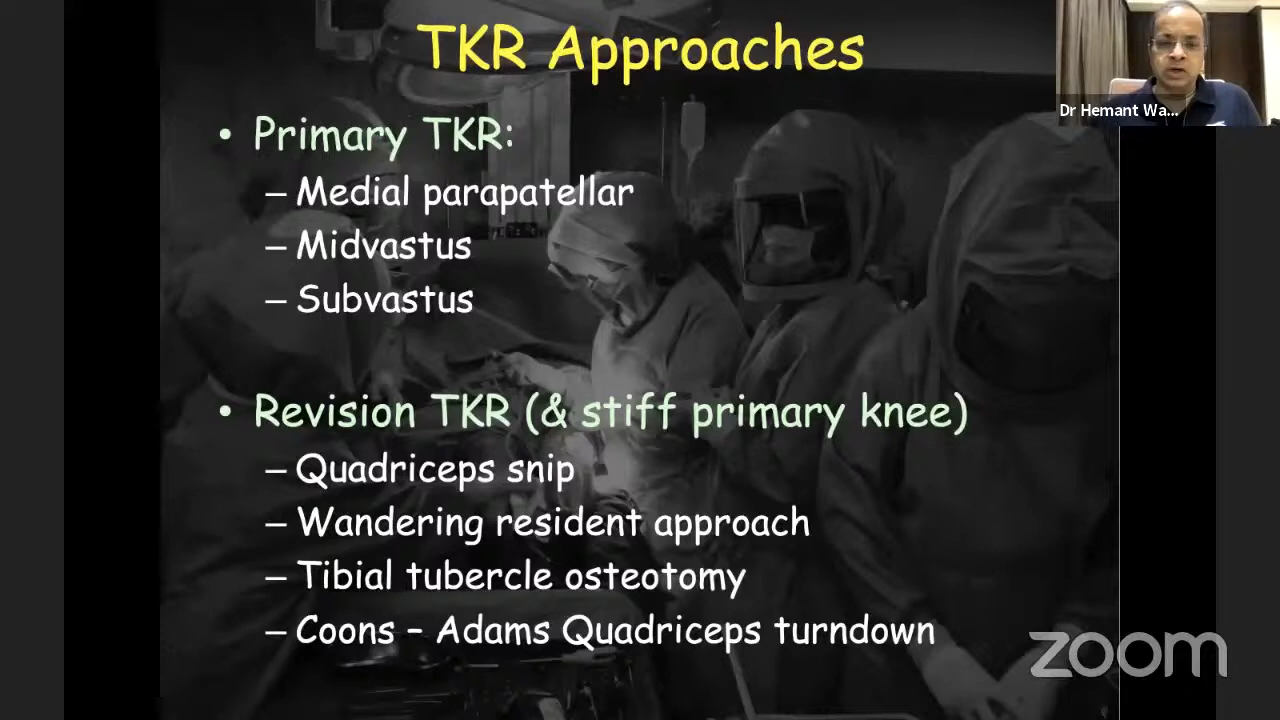 TKR Approaches
Dr Hemant Wa...
• Primary TKR:
– Medial parapatellar
– Midvastus
– Subvastus
• Revision TKR (& stiff primary knee)
– Quadriceps snip
– Wandering resident approach
– Tibial tubercle osteotomy
– Coons – Adams Quadriceps turndown
zoom